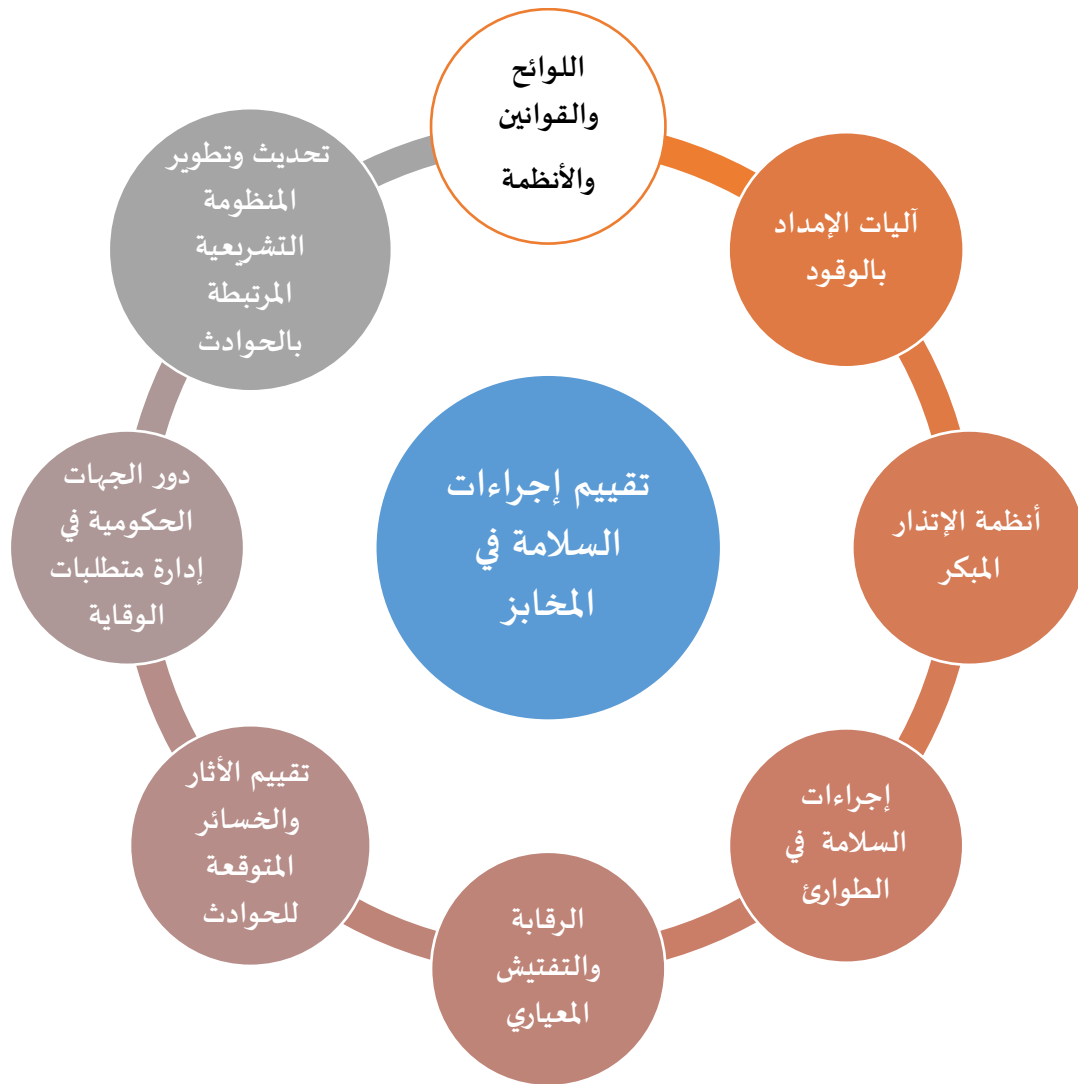 اللوائح
والقوانين
والأنظمة
آليات الإمداد
بالوقود
أنظمة الإتذار
المبكر
إجراءات
السلامة في
الطوارئ
الرقابة
والتفتيش
المعياري
تقييم الأثار
والخسائر
المتوقعة
للحوادث
دور الجهات
الحكومية في
إدارة متطلبات
الوقاية
تحديث وتطوير
المنظومة
التشريعية
المرتبطة
بالحوادث
تقييم إجراءات
السلامة في
المخابز